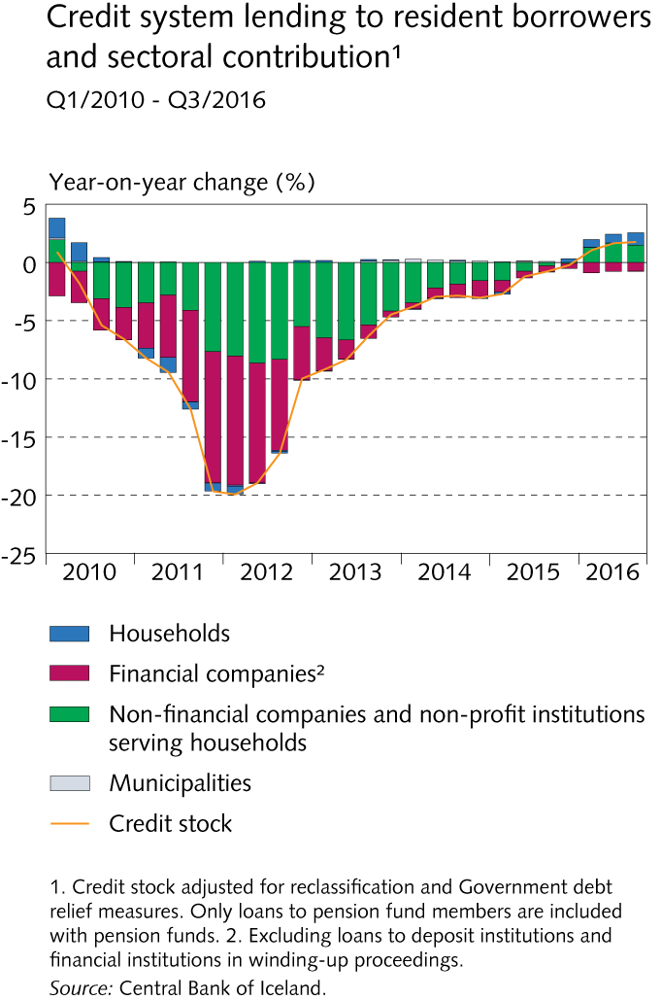 Credit system lending to resident borrowers
and sectoral contribution¹
Q1/2010 - Q3/2016
Year-on-year change (%)
5
0
-5
-10
-15
-20
-25
2010 2011 2012 2013 2014 2015 2016
Households
Financial companies²
Non-financial companies and non-profit institutions
serving households
Municipalities
Credit stock
1. Credit stock adjusted for reclassification and Government debt
relief measures. Only loans to pension fund members are included
with pension funds. 2. Excluding loans to deposit institutions and
financial institutions in winding-up proceedings.
Source: Central Bank of Iceland.